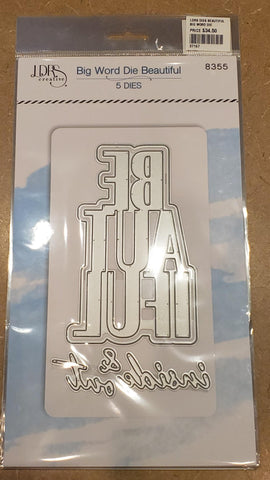 LDRS DIES BEAUTIFUL
BIG WORD DIE
PRICE $34.50
37167
LDRS
creative
Big Word Die Beautiful
8355
5 DIES
BE
AUT
IFUL
inside &
out